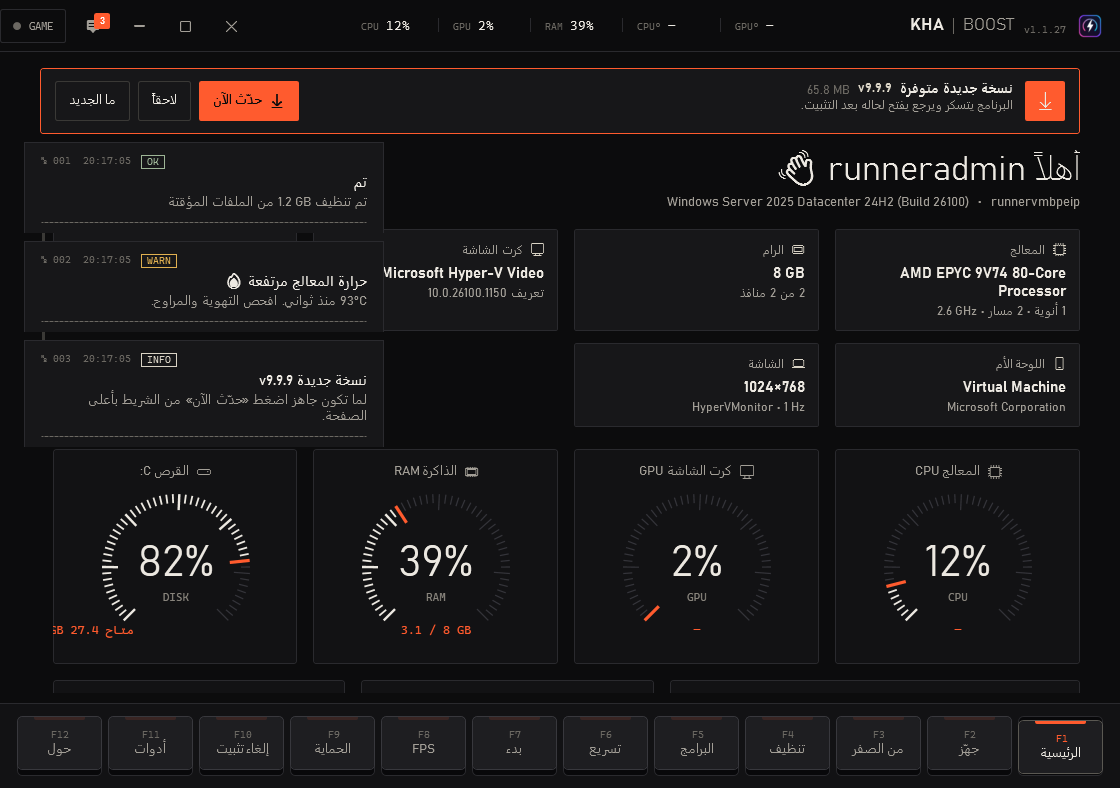 KHA | BOOST v1.1.27
CPU 12% GPU 2% RAM 39% CPU° — GPU° —
3
GAME
نسخة جديدة متوفرة v9.9.9 65.8 MB
البرنامج يتسكر ويرجع يفتح لحاله بعد التثبيت.
حدّث الآن
لاحقاً
ما الجديد
أهلاً runneradmin
Windows Server 2025 Datacenter 24H2 (Build 26100) • runnervmbpeip
№ 001 20:17:05 OK
تم
تم تنظيف 1.2 GB من الملفات المؤقتة
№ 002 20:17:05 WARN
حرارة المعالج مرتفعة
93°C منذ ثواني. افحص التهوية والمراوح.
№ 003 20:17:05 INFO
نسخة جديدة v9.9.9
لما تكون جاهز اضغط «حدّث الآن» من الشريط بأعلى
الصفحة.
المعالج
AMD EPYC 9V74 80-Core
Processor
1 أنوية • 2 مسار • 2.6 GHz
الرام
8 GB
2 من 2 منافذ
كرت الشاشة
Microsoft Hyper-V Video
تعريف 10.0.26100.1150
اللوحة الأم
Virtual Machine
Microsoft Corporation
الشاشة
1024×768
HyperVMonitor • 1 Hz
المعالج CPU
12%
CPU
—
كرت الشاشة GPU
2%
GPU
—
الذاكرة RAM
39%
RAM
3.1 / 8 GB
القرص C:
82%
DISK
متاح 27.4 GB
F1
الرئيسية
F2
جهّز
F3
من الصفر
F4
تنظيف
F5
البرامج
F6
تسريع
F7
بدء
F8
FPS
F9
الحماية
F10
إلغاء تثبيت
F11
أدوات
F12
حول